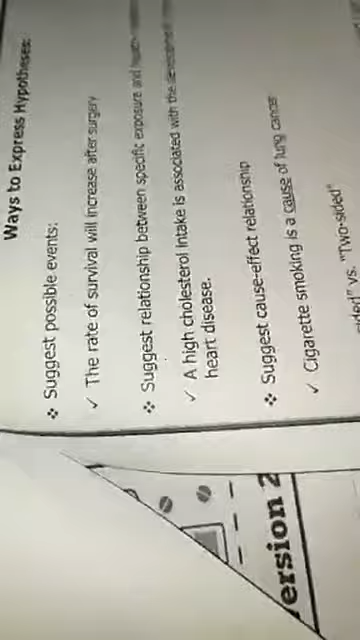 Ways to Express Hypotheses:
❖ Suggest possible events:
✓ The rate of survival will increase after surgery
❖ Suggest relationship between specific exposure and
✓ A high cholesterol intake is associated with the
heart disease.
❖ Suggest cause-effect relationship
✓ Cigarette smoking is a cause of lung cancer
vs. "Two-sided"
ersion 2